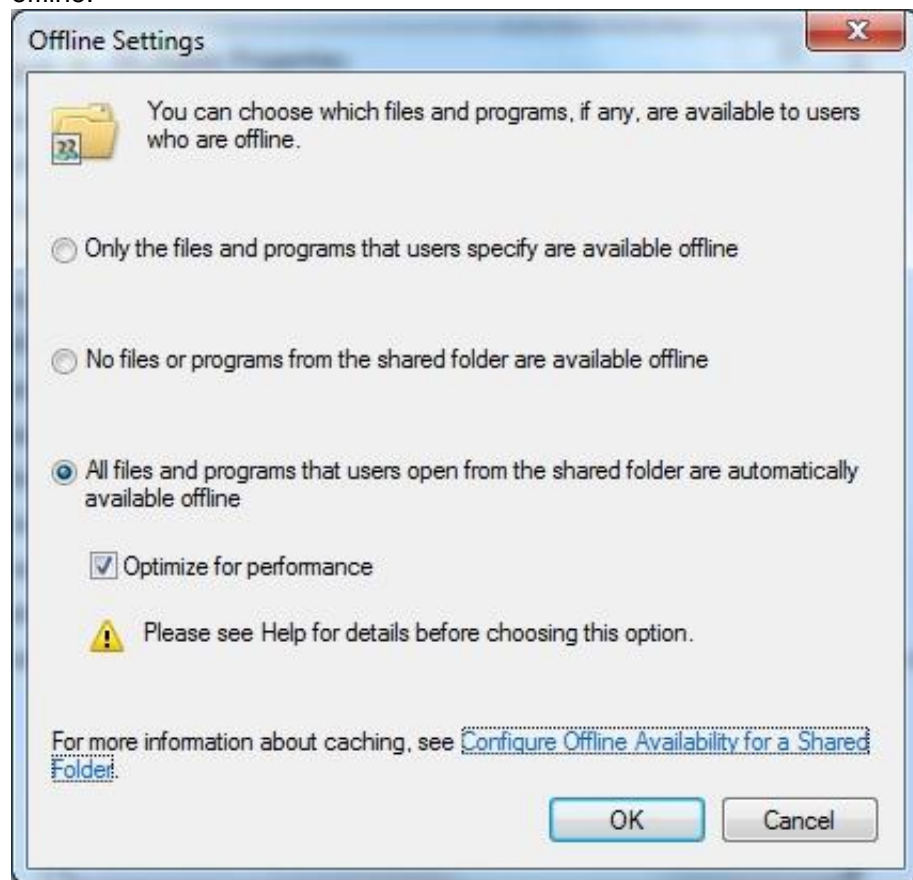 offline.
Offline Settings
You can choose which files and programs, if any, are available to users
who are offline.
Only the files and programs that users specify are available offline
No files or programs from the shared folder are available offline
All files and programs that users open from the shared folder are automatically
available offline
Optimize for performance
Please see Help for details before choosing this option.
For more information about caching, see Configure Offline Availability for a Shared
Folder.
OK Cancel